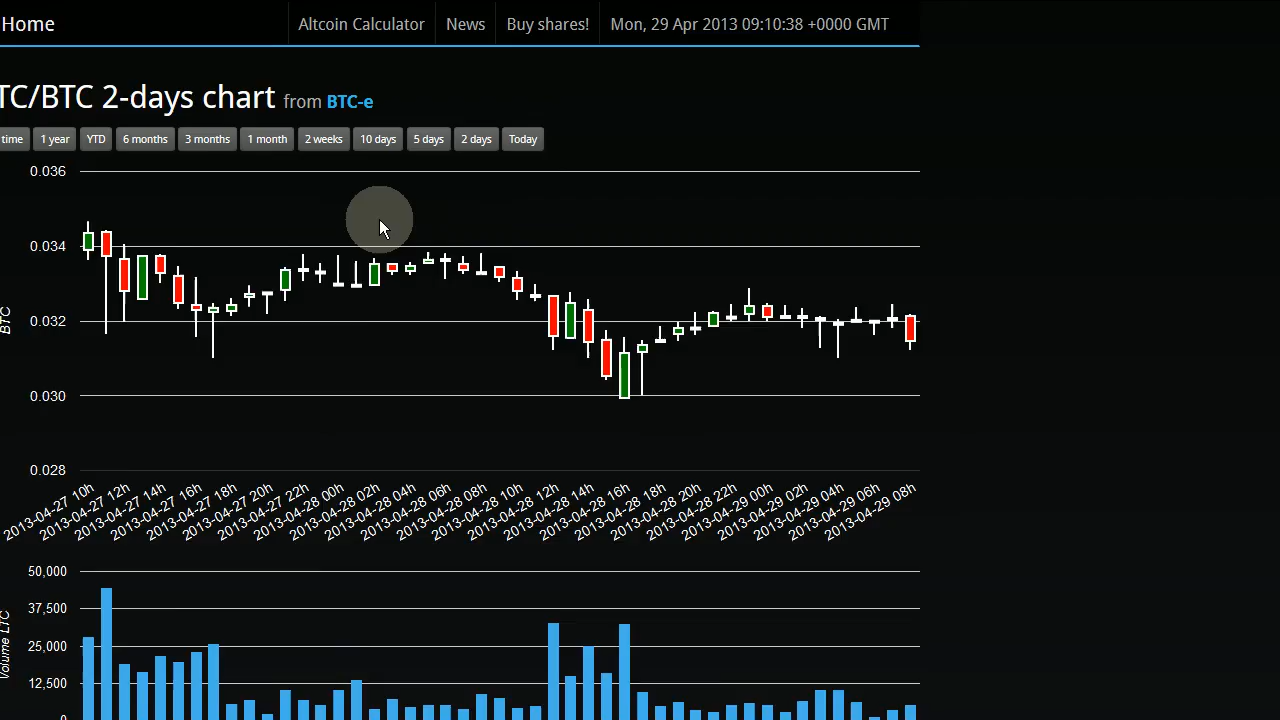 Home Altcoin Calculator News Buy shares! Mon, 29 Apr 2013 09:10:38 +0000 GMT
TC/BTC 2-days chart from BTC-e
time 1 year YTD 6 months 3 months 1 month 2 weeks 10 days 5 days 2 days Today
0.036
0.034
BTC
0.032
0.030
0.028
2013-04-27 10h 2013-04-27 12h 2013-04-27 14h 2013-04-27 16h 2013-04-27 18h 2013-04-27 20h 2013-04-27 22h 2013-04-28 00h 2013-04-28 02h 2013-04-28 04h 2013-04-28 06h 2013-04-28 08h 2013-04-28 10h 2013-04-28 12h 2013-04-28 14h 2013-04-28 16h 2013-04-28 18h 2013-04-28 20h 2013-04-28 22h 2013-04-29 00h 2013-04-29 02h 2013-04-29 04h 2013-04-29 06h 2013-04-29 08h
50,000
37,500
Volume LTC
25,000
12,500
0